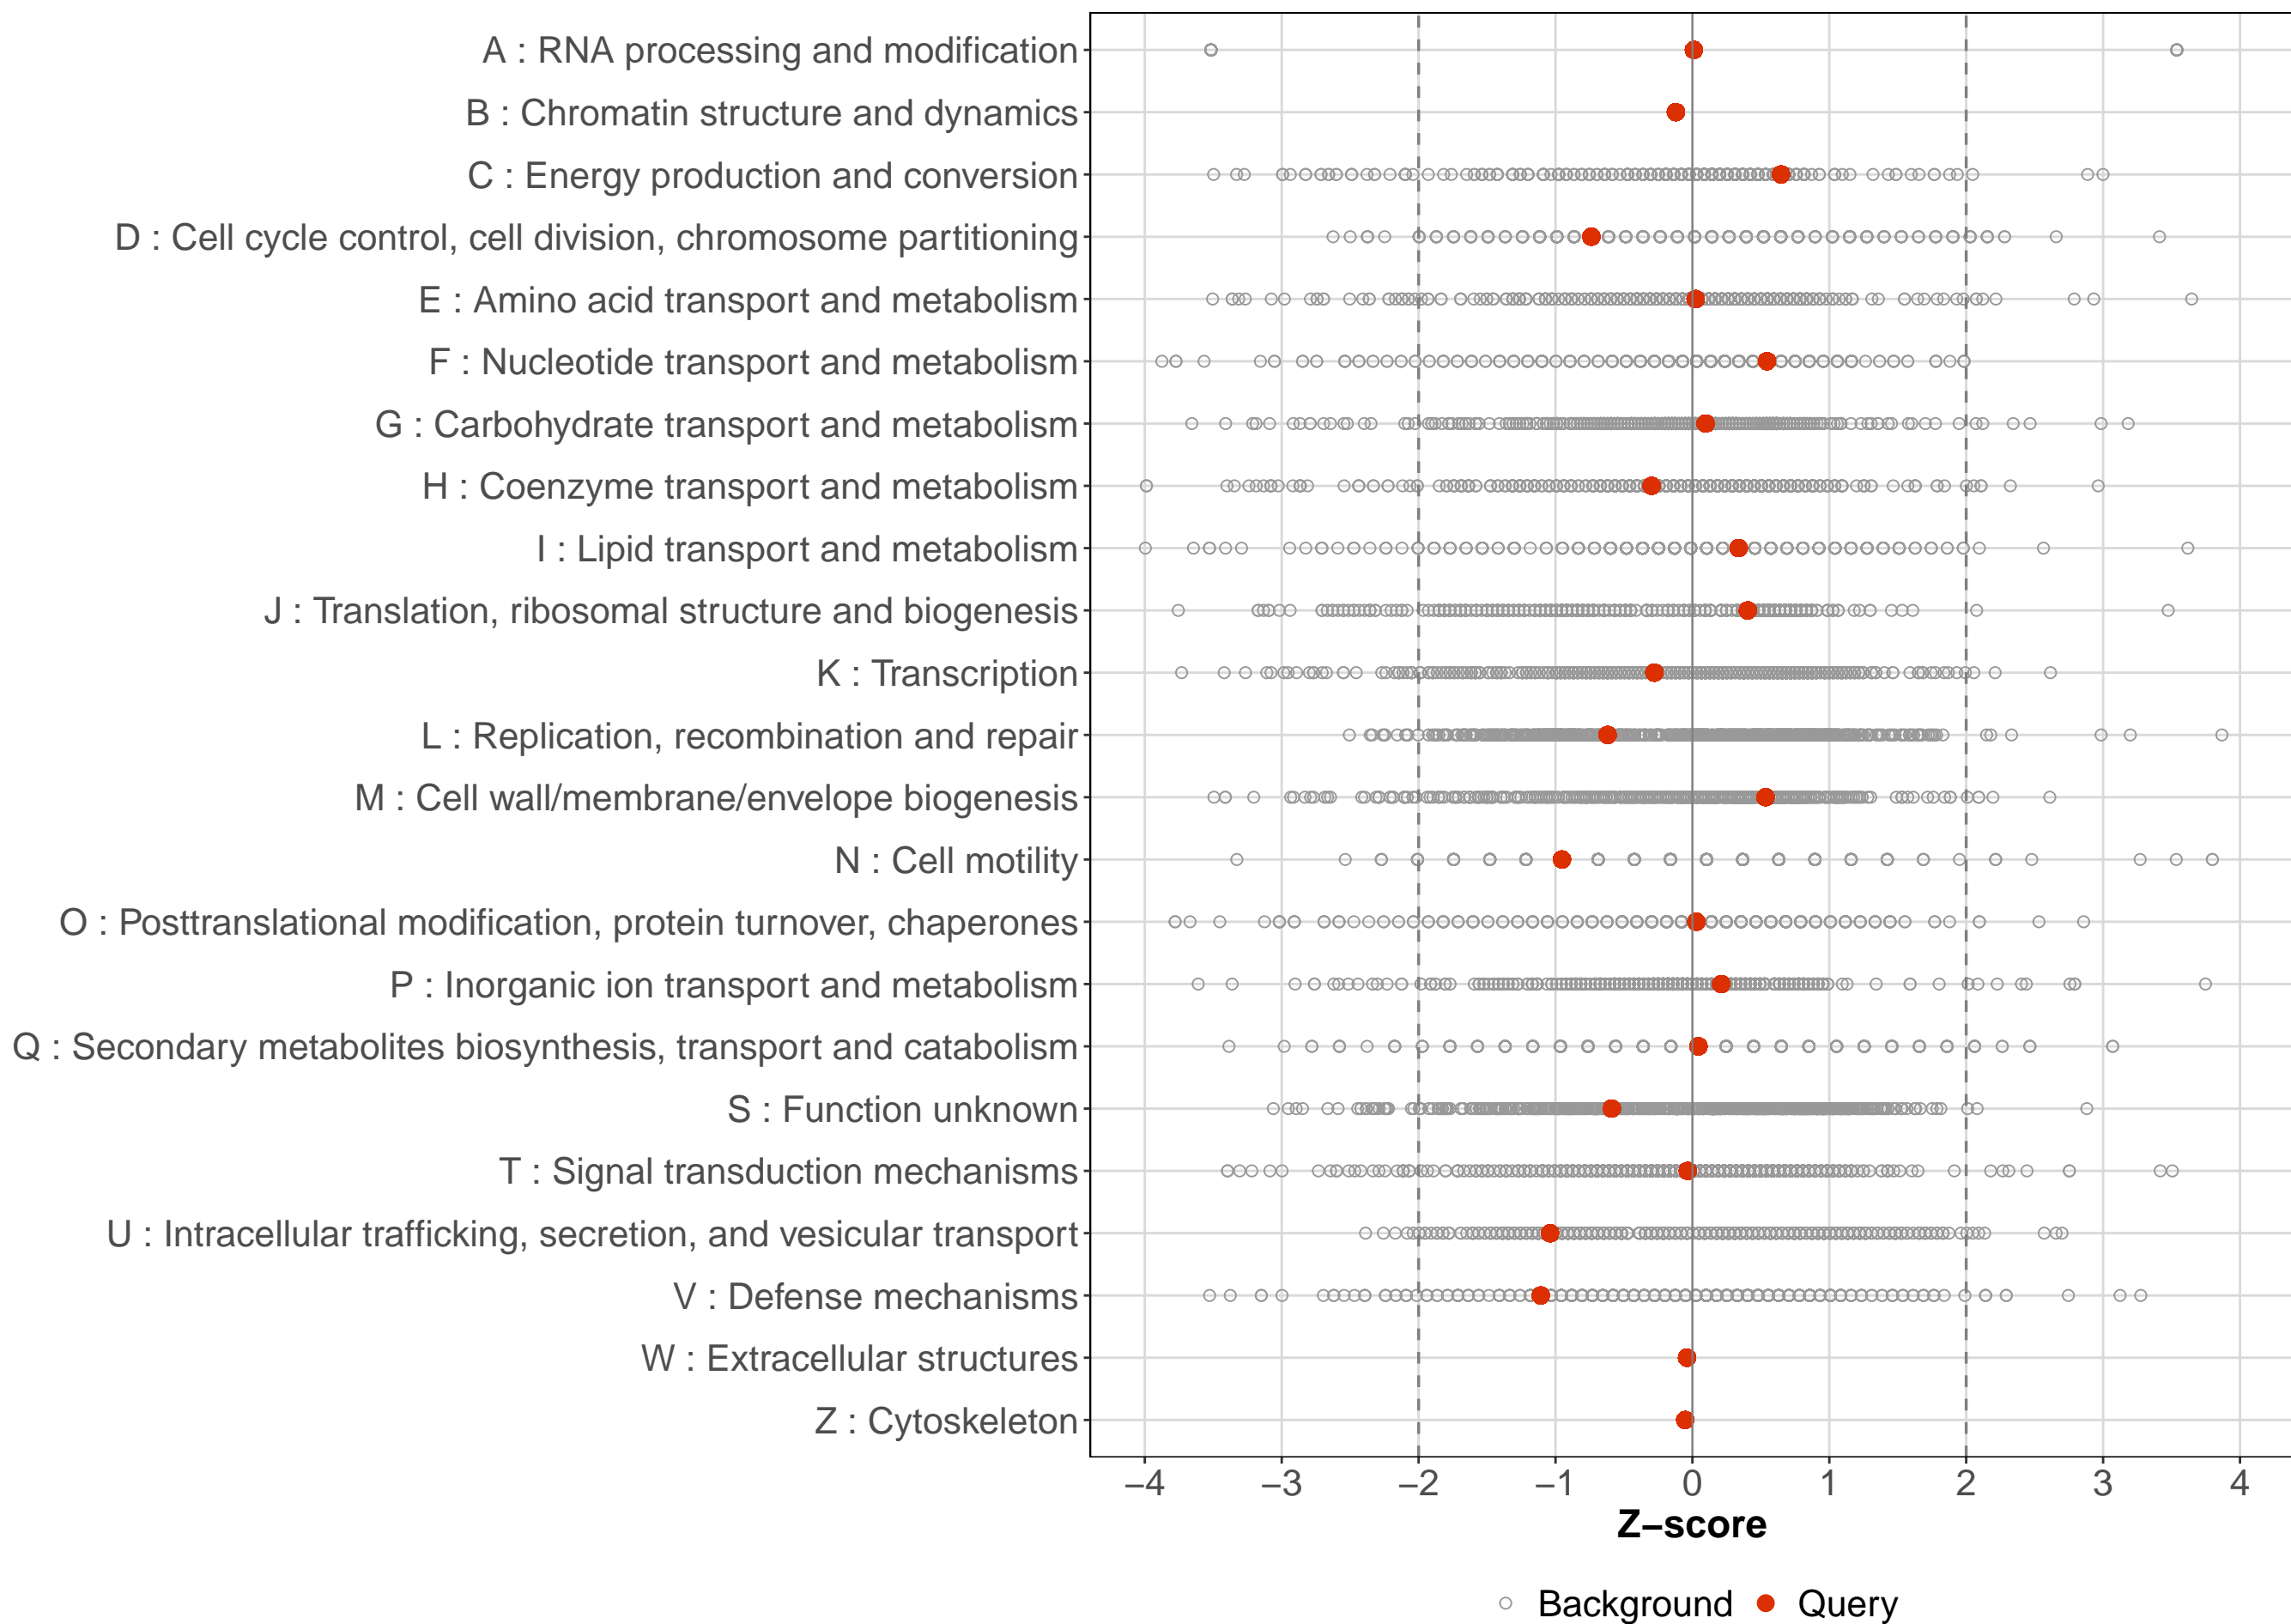 A : RNA processing and modification
B : Chromatin structure and dynamics
C : Energy production and conversion
D : Cell cycle control, cell division, chromosome partitioning
E : Amino acid transport and metabolism
F : Nucleotide transport and metabolism
G : Carbohydrate transport and metabolism
H : Coenzyme transport and metabolism
I : Lipid transport and metabolism
J : Translation, ribosomal structure and biogenesis
K : Transcription
L : Replication, recombination and repair
M : Cell wall/membrane/envelope biogenesis
N : Cell motility
O : Posttranslational modification, protein turnover, chaperones
P : Inorganic ion transport and metabolism
Q : Secondary metabolites biosynthesis, transport and catabolism
S : Function unknown
T : Signal transduction mechanisms
U : Intracellular trafficking, secretion, and vesicular transport
V : Defense mechanisms
W : Extracellular structures
Z : Cytoskeleton
−4 −3 −2 −1 0 1 2 3 4
Z−score
Background Query